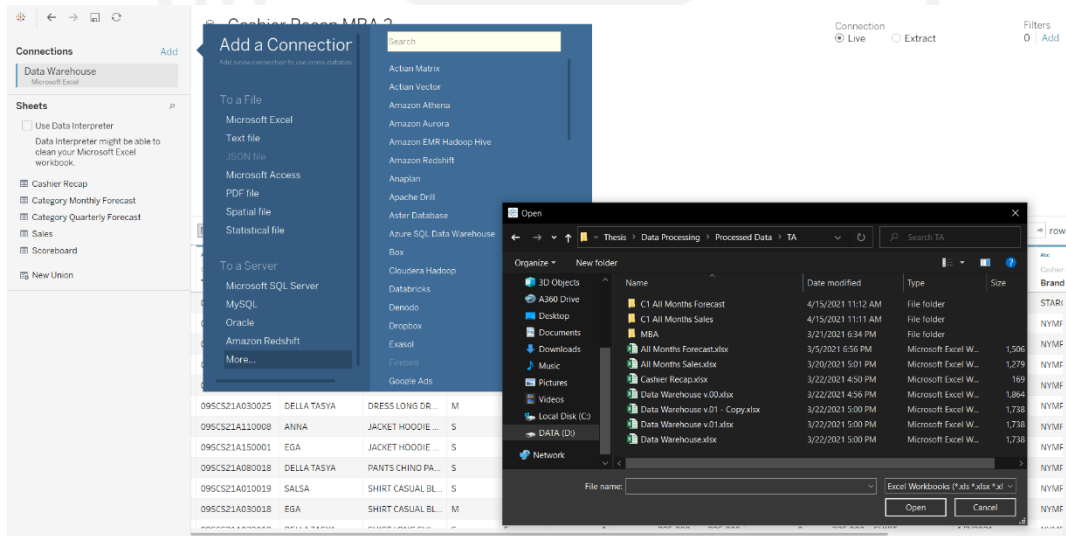 Cashier Recap MBA 2
Connection
Live
Extract
Filters
0 Add
Connections
Add
Data Warehouse
Microsoft Excel
Sheets
Use Data Interpreter
Data Interpreter might be able to
clean your Microsoft Excel
workbook.
Cashier Recap
Category Monthly Forecast
Category Quarterly Forecast
Sales
Scoreboard
New Union
Add a Connection
Add a new connection to use cross-databas
To a File
Microsoft Excel
Text file
JSON file
Microsoft Access
PDF file
Spatial file
Statistical file
To a Server
Microsoft SQL Server
MySQL
Oracle
Amazon Redshift
More...
Search
Actian Matrix
Actian Vector
Amazon Athena
Amazon Aurora
Amazon EMR Hadoop Hive
Amazon Redshift
Anaplan
Apache Drill
Aster Database
Azure SQL Data Warehouse
Box
Cloudera Hadoop
Databricks
Denodo
Dropbox
Exasol
Firebird
Google Ads
Open
Thesis > Data Processing > Processed Data > TA
Search TA
Organize
New folder
3D Objects
A360 Drive
Desktop
Documents
Downloads
Music
Pictures
Videos
Local Disk (C:)
DATA (D:)
Network
Name Date modified Type Size
C1 All Months Forecast 4/15/2021 11:12 AM File folder
C1 All Months Sales 4/15/2021 11:11 AM File folder
MBA 3/21/2021 6:34 PM File folder
All Months Forecast.xlsx 3/5/2021 6:56 PM Microsoft Excel W... 1,506
All Months Sales.xlsx 3/20/2021 5:01 PM Microsoft Excel W... 1,279
Cashier Recap.xlsx 3/22/2021 4:50 PM Microsoft Excel W... 169
Data Warehouse v.00.xlsx 3/22/2021 4:56 PM Microsoft Excel W... 1,864
Data Warehouse v.01 - Copy.xlsx 3/22/2021 5:00 PM Microsoft Excel W... 1,738
Data Warehouse v.01.xlsx 3/22/2021 5:00 PM Microsoft Excel W... 1,738
Data Warehouse.xlsx 3/22/2021 5:00 PM Microsoft Excel W... 1,738
File name:
Excel Workbooks (*.xls *.xlsx *.xl
Open
Cancel
row
Abc
Cashier
Brand
NYMF
NYMF
NYMF
NYMF
NYMF
09SCS21A030025 DELLA TASYA DRESS LONG DR... M NYMF
09SCS21A110008 ANNA JACKET HOODIE ... S NYMF
09SCS21A150001 EGA JACKET HOODIE ... S NYMF
09SCS21A080018 DELLA TASYA PANTS CHINO PA... S NYMF
09SCS21A010019 SALSA SHIRT CASUAL BL... S NYMF
09SCS21A030018 EGA SHIRT CASUAL BL... M NYMF